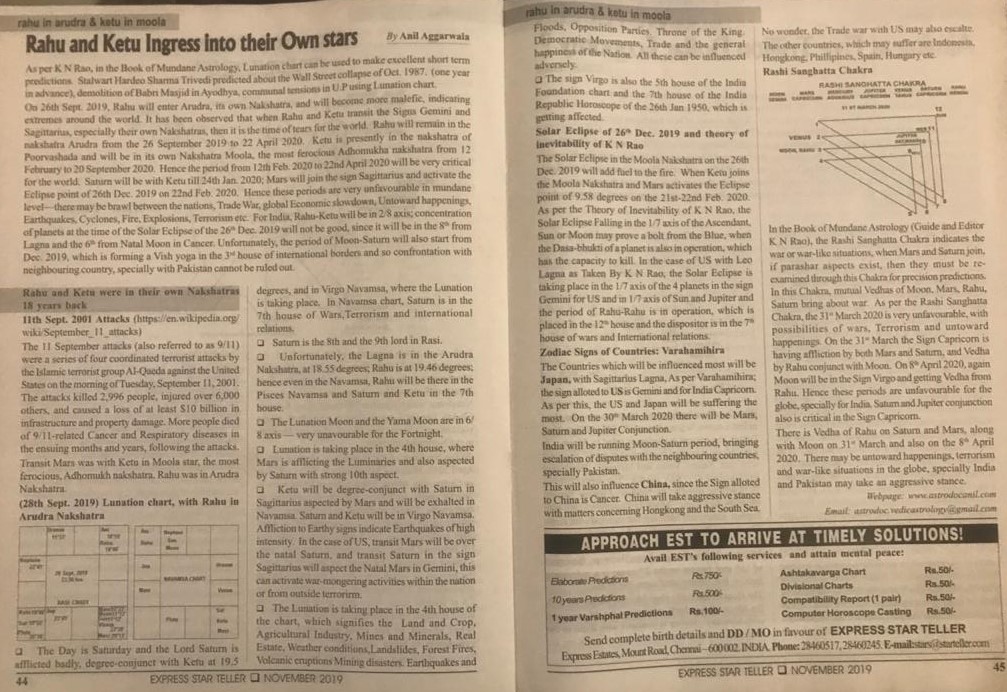 rahu in arudra & ketu in moola
Rahu and Ketu Ingress into their Own stars
By Anil Aggarwala
As per K N Rao, in the Book of Mundane Astrology, Lunation chart can be used to make excellent short term
predictions. Stalwart Hardeo Sharma Trivedi predicted about the Wall Street collapse of Oct. 1987. (one year
in advance), demolition of Babri Masjid in Ayodhya, communal tensions in U.P using Lunation chart.
On 26th Sept. 2019, Rahu will enter Arudra, its own Nakshatra, and will become more malefic, indicating
extremes around the world. It has been observed that when Rahu and Ketu transit the Signs Gemini and
Sagittarius, especially their own Nakshatras, then it is the time of tears for the world. Rahu will remain in the
nakshatra Arudra from the 26 September 2019 to 22 April 2020. Ketu is presently in the nakshatra of
Poorvashada and will be in its own Nakshatra Moola, the most ferocious Adhomukha nakshatra from 12
February to 20 September 2020. Hence the period from 12th Feb. 2020 to 22nd April 2020 will be very critical
for the world. Saturn will be with Ketu till 24th Jan. 2020; Mars will join the sign Sagittarius and activate the
Eclipse point of 26th Dec. 2019 on 22nd Feb. 2020. Hence these periods are very unfavourable in mundane
level—there may be brawl between the nations, Trade War, global Economic slowdown, Untoward happenings,
Earthquakes, Cyclones, Fire, Explosions, Terrorism etc. For India, Rahu-Ketu will be in 2/8 axis; concentration
of planets at the time of the Solar Eclipse of the 26th Dec. 2019 will not be good, since it will be in the 8th from
Lagna and the 6th from Natal Moon in Cancer. Unfortunately, the period of Moon-Saturn will also start from
Dec. 2019, which is forming a Vish yoga in the 3rd house of international borders and so confrontation with
neighbouring country, specially with Pakistan cannot be ruled out.
Rahu and Ketu were in their own Nakshatras
18 years back
11th Sept. 2001 Attacks (https://en.wikipedia.org/
wiki/September_11_attacks)
The 11 September attacks (also referred to as 9/11)
were a series of four coordinated terrorist attacks by
the Islamic terrorist group Al-Qaeda against the United
States on the morning of Tuesday, September 11, 2001.
The attacks killed 2,996 people, injured over 6,000
others, and caused a loss of at least $10 billion in
infrastructure and property damage. More people died
of 9/11-related Cancer and Respiratory diseases in
the ensuing months and years, following the attacks.
Transit Mars was with Ketu in Moola star, the most
ferocious, Adhomukh nakshatra. Rahu was in Arudra
Nakshatra.
(28th Sept. 2019) Lunation chart, with Rahu in
Arudra Nakshatra
NAVAMSA CHART
❑ The Day is Saturday and the Lord Saturn is
afflicted badly, degree-conjunct with Ketu at 19.5
degrees, and in Virgo Navamsa, where the Lunation
is taking place. In Navamsa chart, Saturn is in the
7th house of Wars, Terrorism and international
relations.
❑ Saturn is the 8th and the 9th lord in Rasi.
❑ Unfortunately, the Lagna is in the Arudra
Nakshatra, at 18.55 degrees; Rahu is at 19.46 degrees;
hence even in the Navamsa, Rahu will be there in the
Pisces Navamsa and Saturn and Ketu in the 7th
house.
❑ The Lunation Moon and the Yama Moon are in 6/
8 axis — very unavourable for the Fortnight.
❑ Lunation is taking place in the 4th house, where
Mars is afflicting the Luminaries and also aspected
by Saturn with strong 10th aspect.
❑ Ketu will be degree-conjunct with Saturn in
Sagittarius aspected by Mars and will be exhalted in
Navamsa. Saturn and Ketu will be in Virgo Navamsa.
Affliction to Earthy signs indicate Earthquakes of high
intensity. In the case of US, transit Mars will be over
the natal Saturn, and transit Saturn in the sign
Sagittarius will aspect the Natal Mars in Gemini, this
can activate war-mongering activities within the nation
or from outside terrorirm.
❑ The Lunation is taking place in the 4th house of
the chart, which signifies the Land and Crop,
Agricultural Industry, Mines and Minerals, Real
Estate, Weather conditions, Landslides, Forest Fires,
Volcanic eruptions Mining disasters. Earthquakes and
44
EXPRESS STAR TELLER ❑ NOVEMBER 2019
rahu in arudra & ketu in moola
Floods, Opposition Parties, Throne of the King.
Democratic Movements, Trade and the general
happiness of the Nation. All these can be influenced
adversely.
❑ The sign Virgo is also the 5th house of the India
Foundation chart and the 7th house of the India
Republic Horoscope of the 26th Jan 1950, which is
getting affected.
Solar Eclipse of 26th Dec. 2019 and theory of
inevitability of K N Rao
The Solar Eclipse in the Moola Nakshatra on the 26th
Dec. 2019 will add fuel to the fire. When Ketu joins
the Moola Nakshatra and Mars activates the Eclipse
point of 9.58 degrees on the 21st-22nd Feb. 2020.
As per the Theory of Inevitability of K N Rao, the
Solar Eclipse Falling in the 1/7 axis of the Ascendant,
Sun or Moon may prove a bolt from the Blue, when
the Dasa-bhukti of a planet is also in operation, which
has the capacity to kill. In the case of US with Leo
Lagna as Taken By K N Rao, the Solar Eclipse is
taking place in the 1/7 axis of the 4 planets in the sign
Gemini for US and in 1/7 axis of Sun and Jupiter and
the period of Rahu-Rahu is in operation, which is
placed in the 12th house and the dispositor is in the 7th
house of wars and International relations.
Zodiac Signs of Countries: Varahamihira
The Countries which will be influenced most will be
Japan, with Sagittarius Lagna, As per Varahamihira;
the sign alloted to US is Gemini and for India Capricorn.
As per this, the US and Japan will be suffering the
most. On the 30th March 2020 there will be Mars,
Saturn and Jupiter Conjunction.
India will be running Moon-Saturn period, bringing
escalation of disputes with the neighbouring countries,
specially Pakistan.
This will also influence China, since the Sign alloted
to China is Cancer. China will take aggressive stance
with matters concerning Hongkong and the South Sea.
No wonder, the Trade war with US may also escalte.
The other countries, which may suffer are Indonesia,
Hongkong, Phillipines, Spain, Hungary etc.
Rashi Sanghatta Chakra
RASHI SANGHATTA CHAKRA
In the Book of Mundane Astrology (Guide and Editor
K N Rao), the Rashi Sanghatta Chakra indicates the
war or war-like situations, when Mars and Saturn join,
if parashar aspects exist, then they must be re-
examined through this Chakra for precision predictions.
In this Chakra, mutual Vedhas of Moon, Mars, Rahu,
Saturn bring about war. As per the Rashi Sanghatta
Chakra, the 31st March 2020 is very unfavourable, with
possibilities of wars, Terrorism and untoward
happenings. On the 31st March the Sign Capricorn is
having affliction by both Mars and Saturn, and Vedha
by Rahu conjunct with Moon. On 8th April 2020, again
Moon will be in the Sign Virgo and getting Vedha from
Rahu. Hence these periods are unfavourable for the
globe, specially for India. Saturn and Jupiter conjunction
also is critical in the Sign Capricorn.
There is Vedha of Rahu on Saturn and Mars, along
with Moon on 31st March and also on the 8th April
2020. There may be untoward happenings, terrorism
and war-like situations in the globe, specially India
and Pakistan may take an aggressive stance.
Webpage: www.astrodocanil.com
Email: astrodoc.vedicastrology@gmail.com
APPROACH EST TO ARRIVE AT TIMELY SOLUTIONS!
Avail EST's following services and attain mental peace:
Elaborate Predictions Rs.750/-
10 years Predictions Rs.500/-
1 year Varshphal Predictions Rs.100/-
Ashtakavarga Chart Rs.50/-
Divisional Charts Rs.50/-
Compatibility Report (1 pair) Rs.50/-
Computer Horoscope Casting Rs.50/-
Send complete birth details and DD / MO in favour of EXPRESS STAR TELLER
Express Estates, Mount Road, Chennai - 600 002. INDIA. Phone: 28460517, 28460245. E-mail:stars@starteller.com
EXPRESS STAR TELLER ❑ NOVEMBER 2019
45